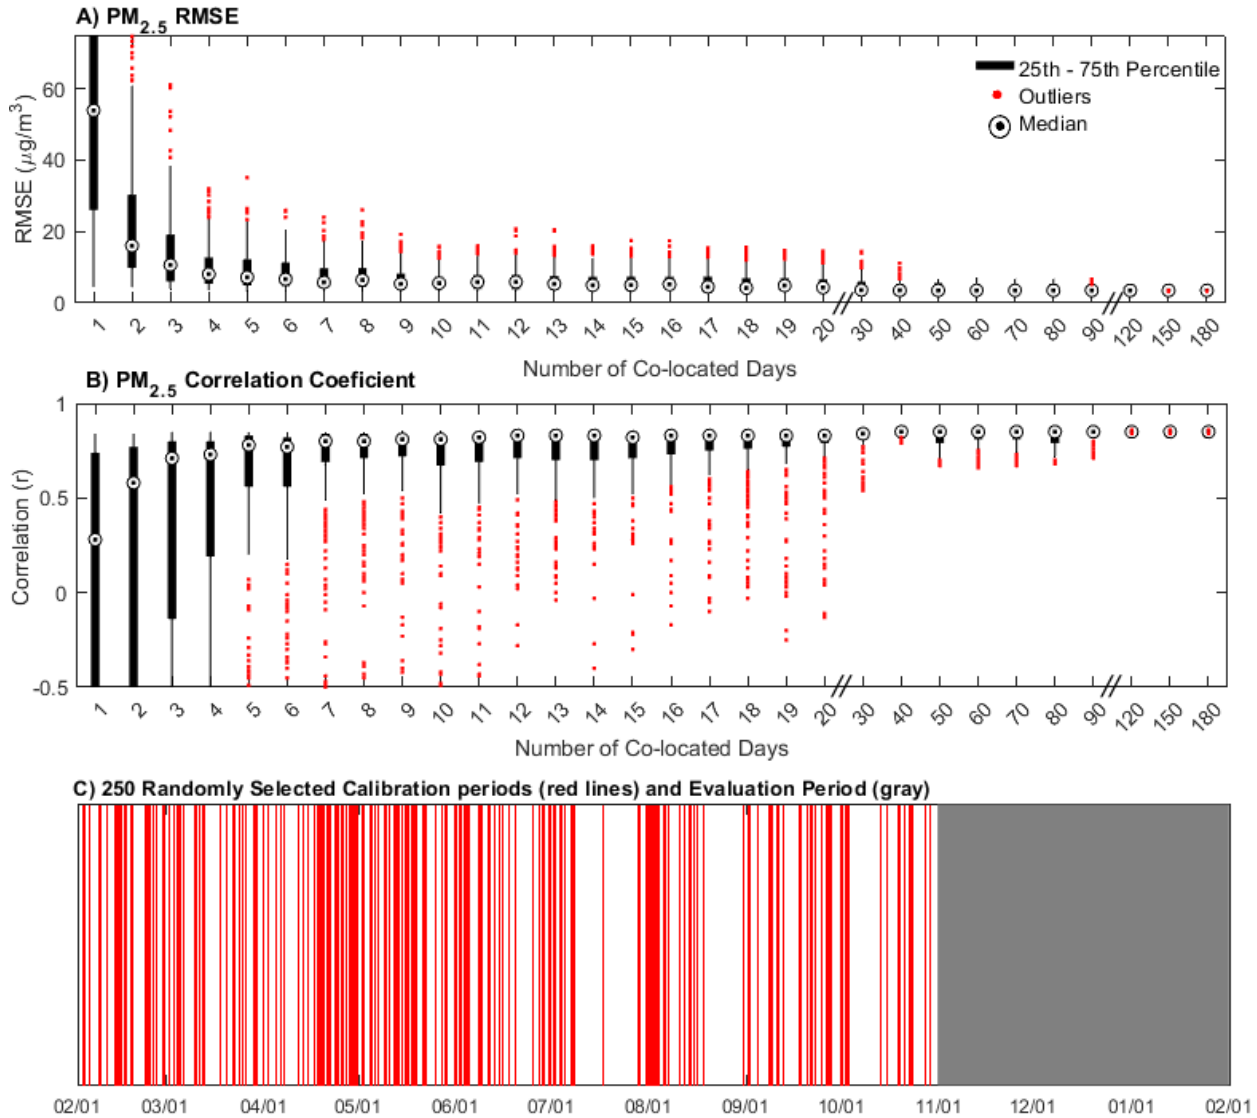 A) PM2.5 RMSE
60
40
20
0
RMSE (μg/m³)
25th - 75th Percentile
Outliers
Median
1 2 3 4 5 6 7 8 9 10 11 12 13 14 15 16 17 18 19 20 30 40 50 60 70 80 90 120 150 180
Number of Co-located Days
B) PM2.5 Correlation Coeficient
1
0.5
0
-0.5
Correlation (r)
1 2 3 4 5 6 7 8 9 10 11 12 13 14 15 16 17 18 19 20 30 40 50 60 70 80 90 120 150 180
Number of Co-located Days
C) 250 Randomly Selected Calibration periods (red lines) and Evaluation Period (gray)
02/01 03/01 04/01 05/01 06/01 07/01 08/01 09/01 10/01 11/01 12/01 01/01 02/01